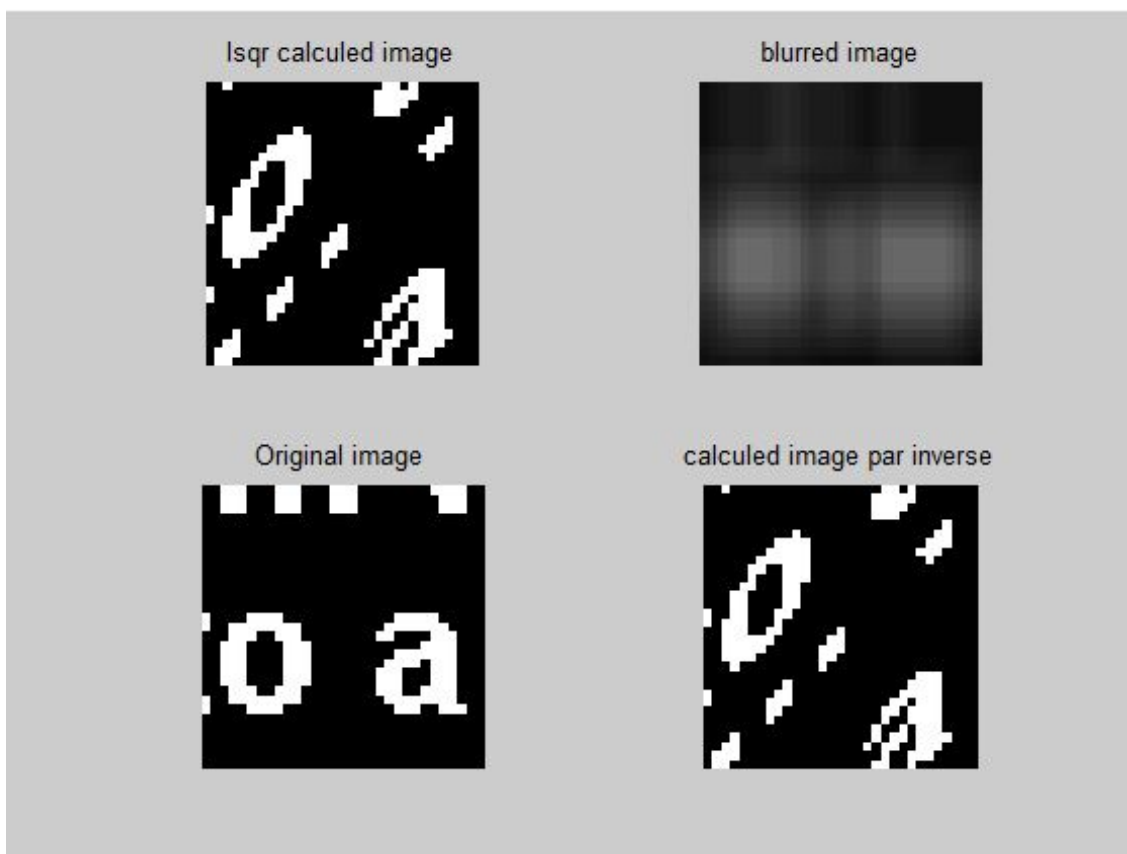 lsqr calculed image
blurred image
Original image
calculed image par inverse
o a